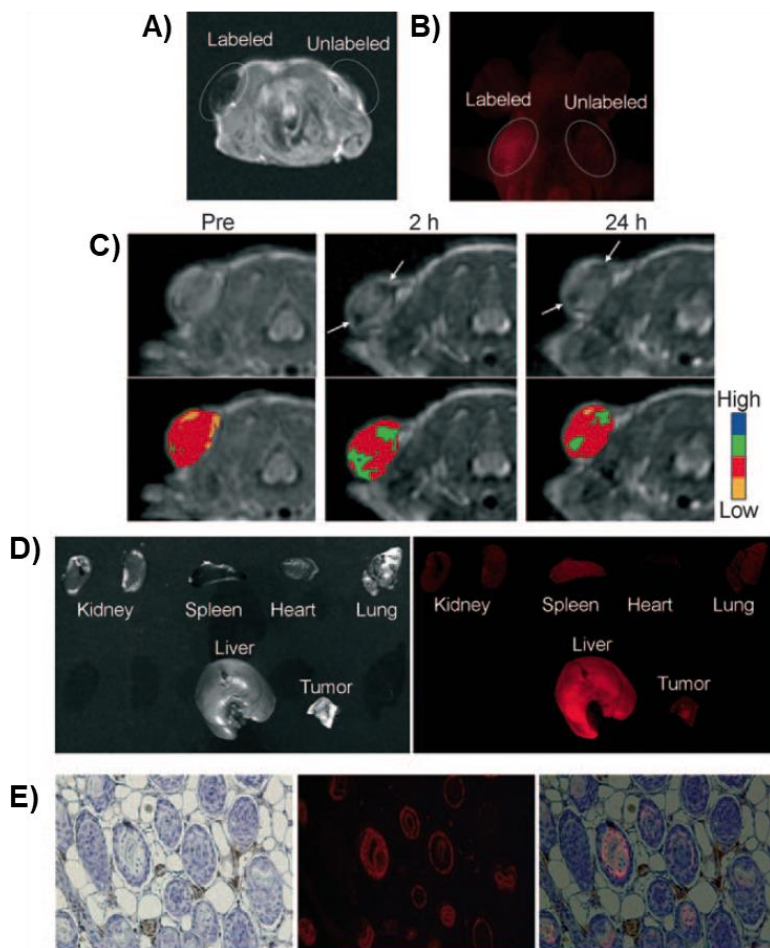 A)
Labeled Unlabeled
B)
Labeled Unlabeled
C)
Pre 2 h 24 h
High
Low
D)
Kidney Spleen Heart Lung
Liver
Tumor
Kidney Spleen Heart Lung
Liver
Tumor
E)